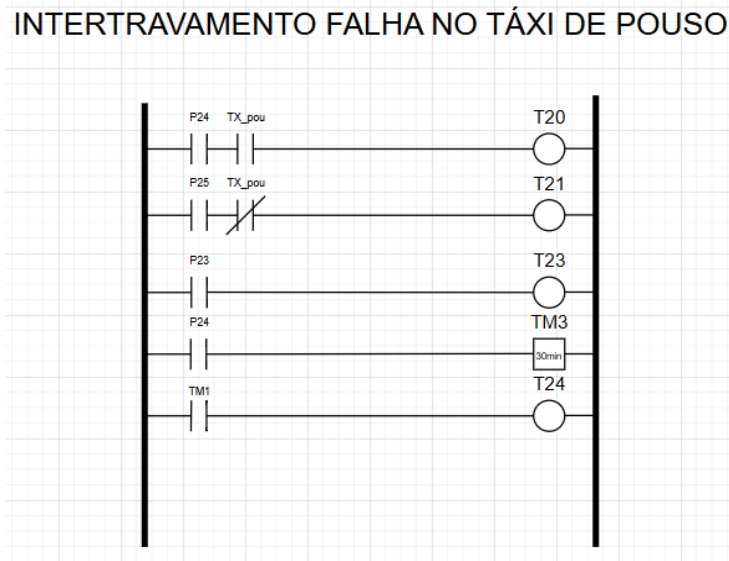 INTERTRAVAMENTO FALHA NO TÁXI DE POUSO
P24 TX_pou T20
P25 TX_pou T21
P23 T23
P24 TM3
30min
TM1 T24